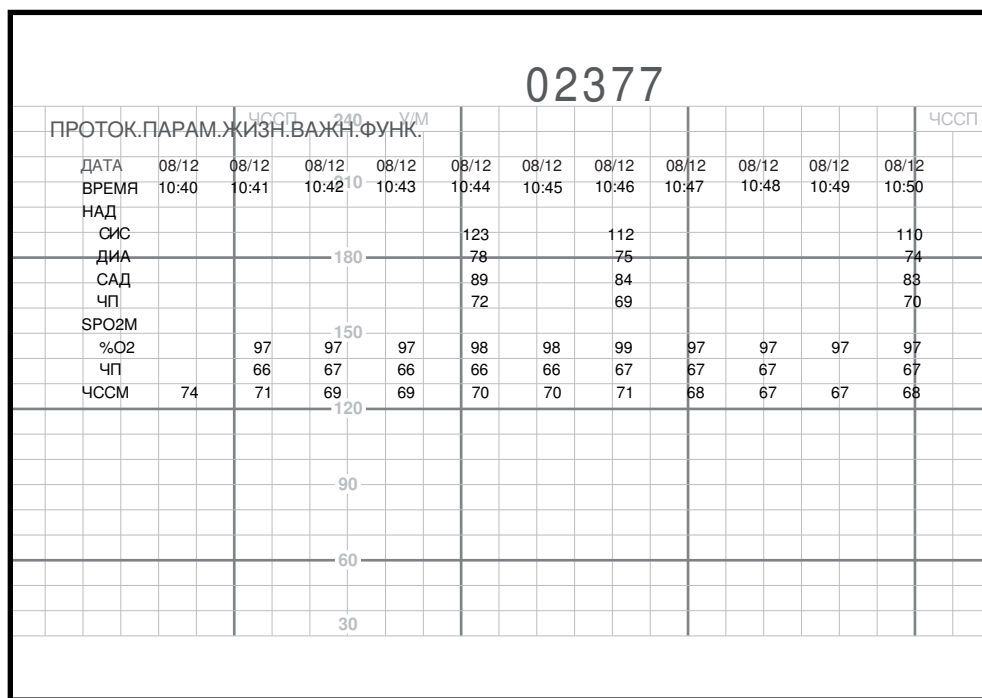 02377
ЧССП 240 У/М ЧССП
ПРОТОК.ПАРАМ.ЖИЗН.ВАЖН.ФУНК.
ДАТА 08/12 08/12 08/12 08/12 08/12 08/12 08/12 08/12 08/12 08/12 08/12
ВРЕМЯ 10:40 10:41 10:42 10:43 10:44 10:45 10:46 10:47 10:48 10:49 10:50
210
НАД
СИС 123 112 110
ДИА 78 75 74
180
САД 89 84 83
ЧП 72 69 70
SPO2M
150
%O2 97 97 97 98 98 99 97 97 97 97
ЧП 66 67 66 66 66 67 67 67 67
ЧССМ 74 71 69 69 70 70 71 68 67 67 68
120
90
60
30